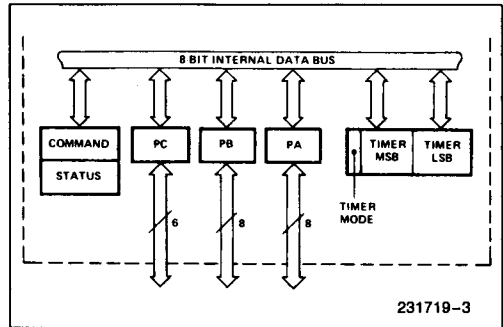 8 BIT INTERNAL DATA BUS
COMMAND
STATUS
PC
PB
PA
TIMER MSB
TIMER LSB
TIMER MODE
6
8
8
231719-3